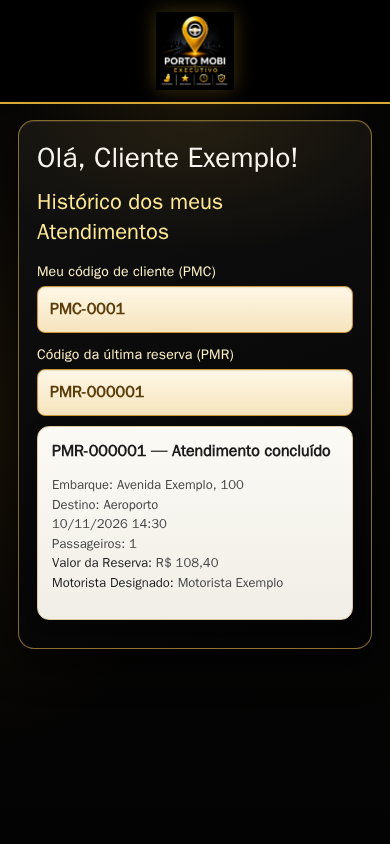 PORTO MOBI
EXECUTIVO
Olá, Cliente Exemplo!
Histórico dos meus
Atendimentos
Meu código de cliente (PMC)
PMC-0001
Código da última reserva (PMR)
PMR-000001
PMR-000001 — Atendimento concluído
Embarque: Avenida Exemplo, 100
Destino: Aeroporto
10/11/2026 14:30
Passageiros: 1
Valor da Reserva: R$ 108,40
Motorista Designado: Motorista Exemplo